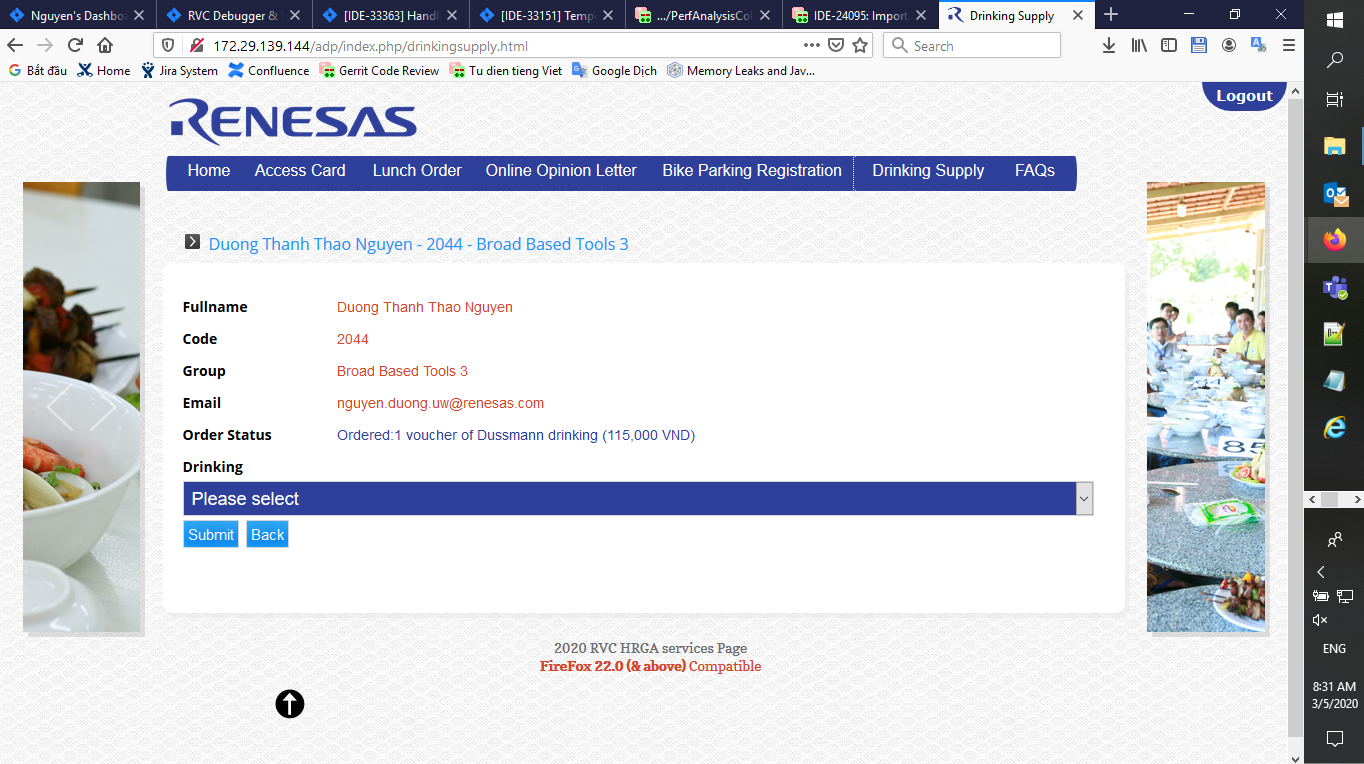 Nguyen's Dashboa
RVC Debugger &
[IDE-33363] Handl
[IDE-33151] Temp
.../PerfAnalysisCol
IDE-24095: Import
Drinking Supply
172.29.139.144/adp/index.php/drinkingsupply.html
Search
Bắt đầu
Home
Jira System
Confluence
Gerrit Code Review
Tu dien tieng Viet
Google Dịch
Memory Leaks and Jav...
Logout
RENESAS
Home
Access Card
Lunch Order
Online Opinion Letter
Bike Parking Registration
Drinking Supply
FAQs
Duong Thanh Thao Nguyen - 2044 - Broad Based Tools 3
Fullname Duong Thanh Thao Nguyen
Code 2044
Group Broad Based Tools 3
Email nguyen.duong.uw@renesas.com
Order Status Ordered:1 voucher of Dussmann drinking (115,000 VND)
Drinking
Please select
Submit Back
85
2020 RVC HRGA services Page
FireFox 22.0 (& above) Compatible
ENG
8:31 AM
3/5/2020